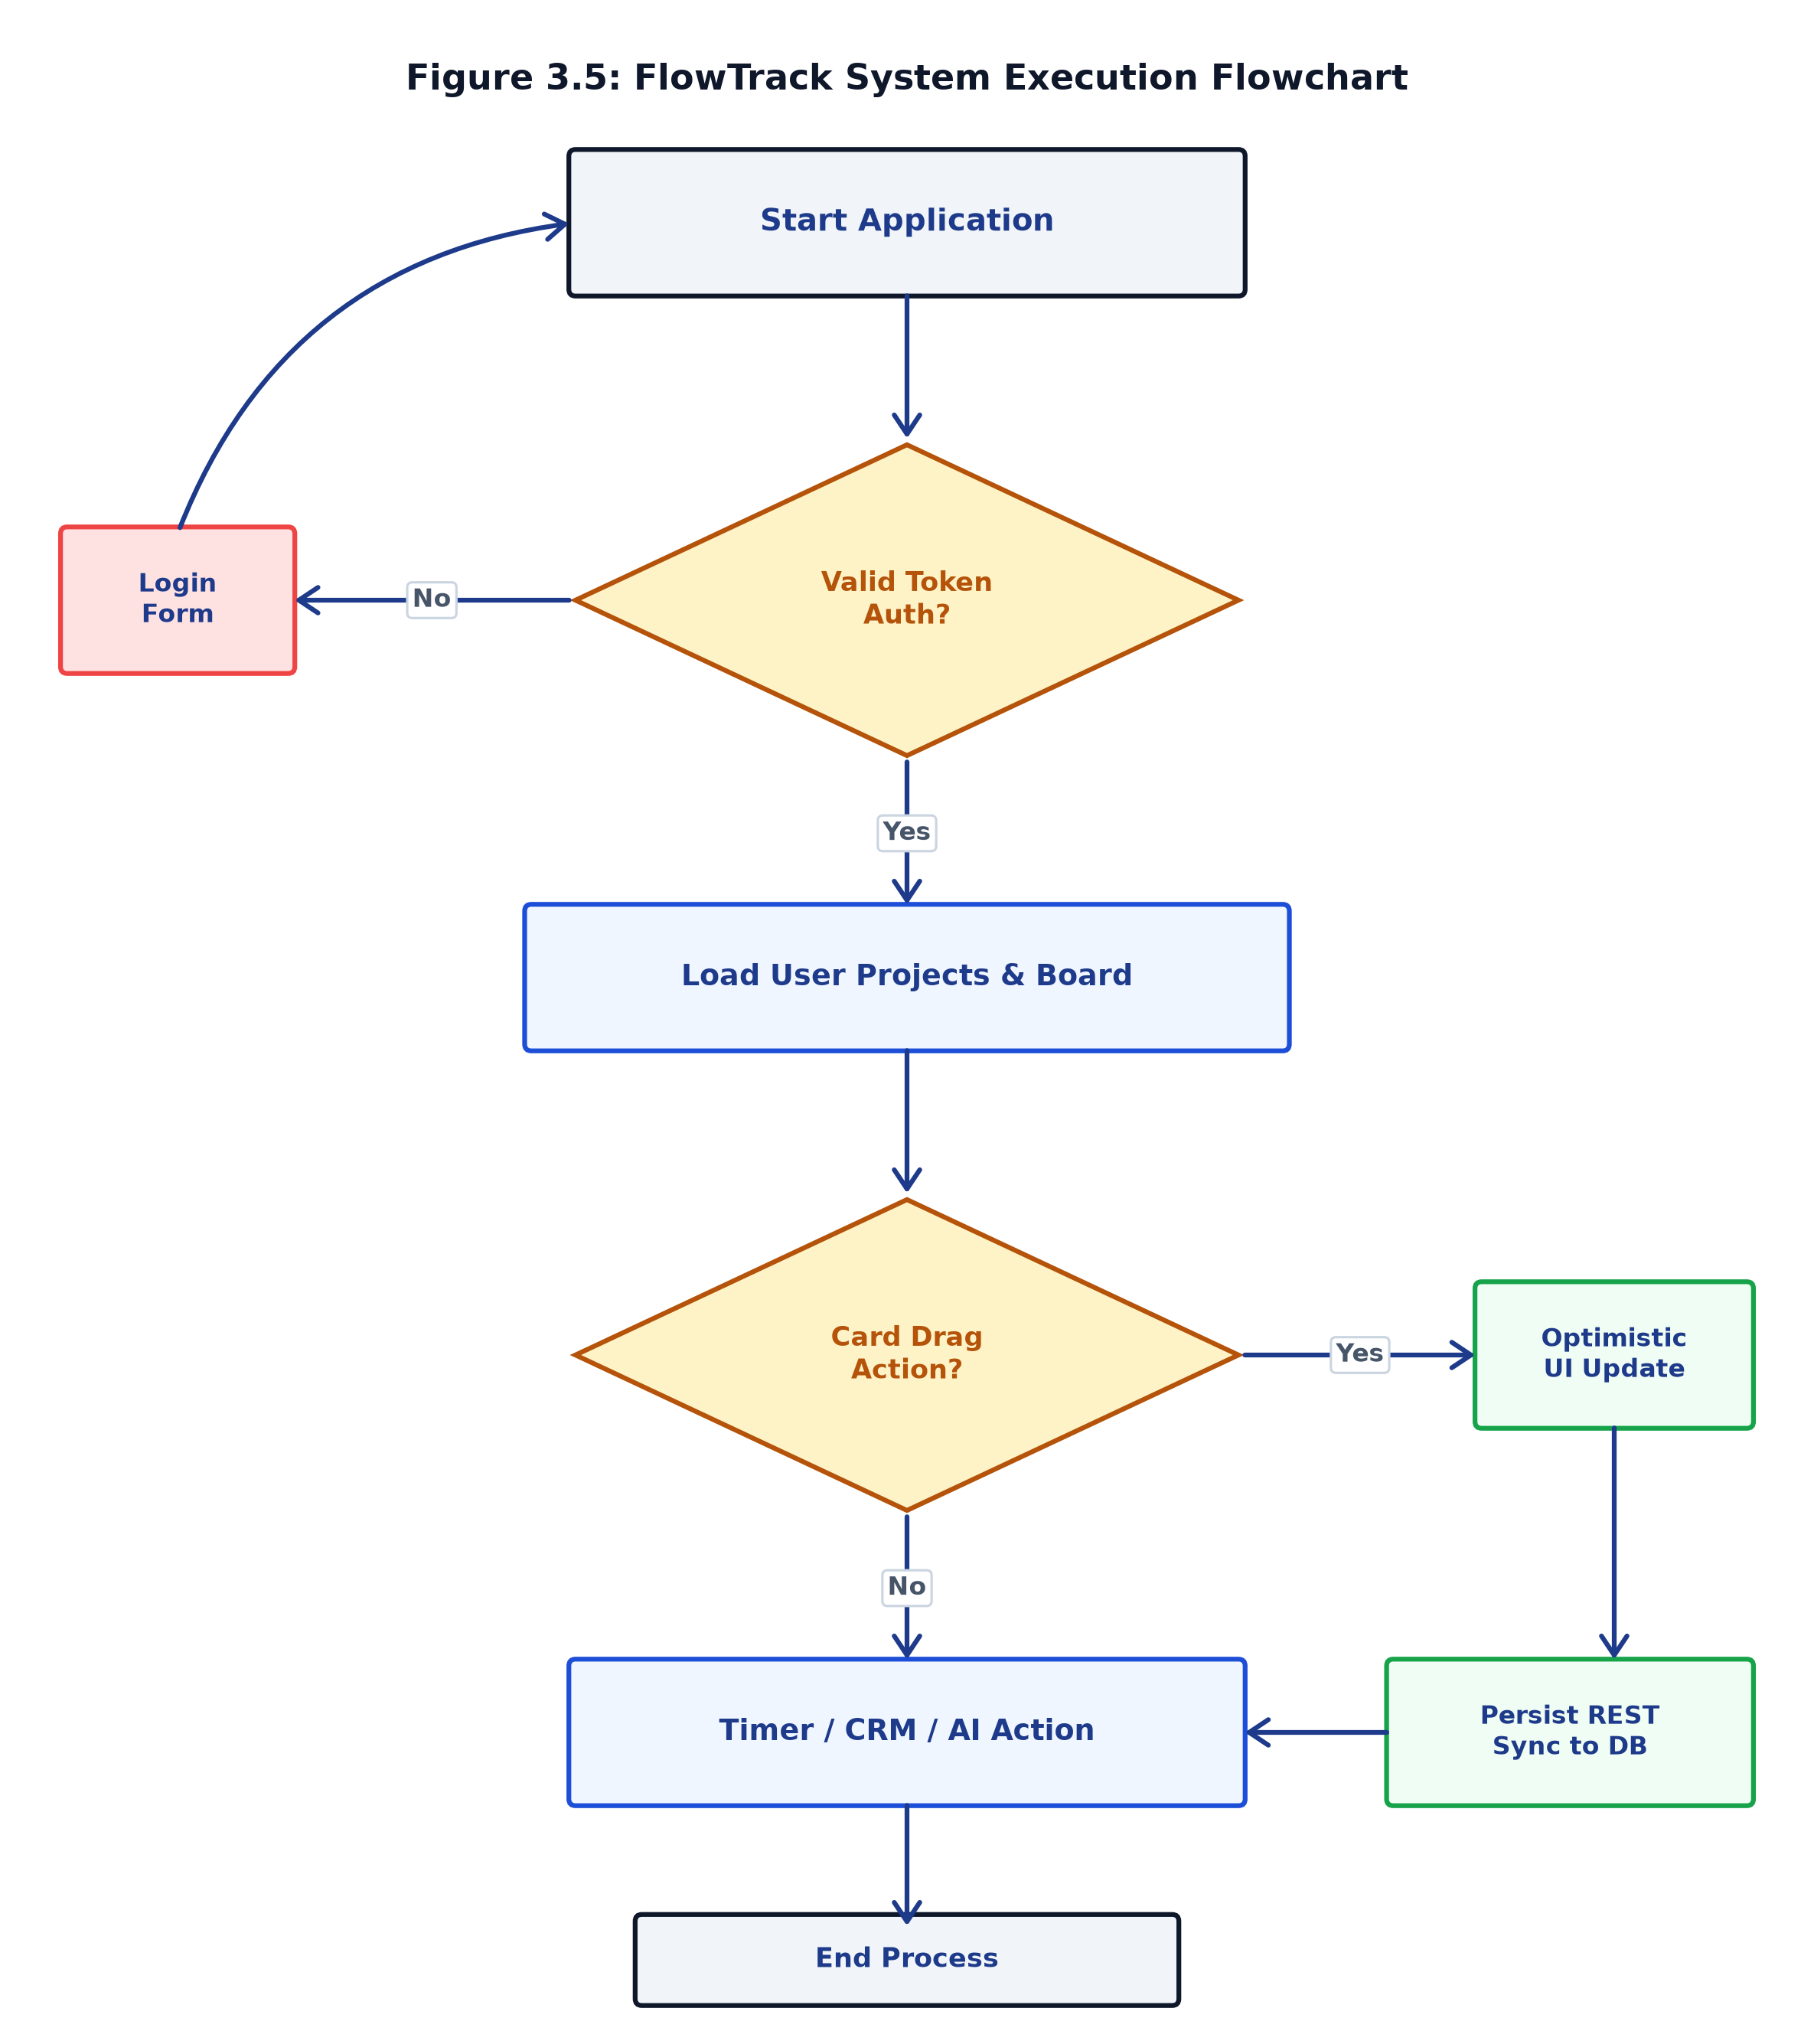 Figure 3.5: FlowTrack System Execution Flowchart
Start Application
Valid Token
Auth?
No
Login
Form
Yes
Load User Projects & Board
Card Drag
Action?
Yes
Optimistic
UI Update
No
Timer / CRM / AI Action
Persist REST
Sync to DB
End Process